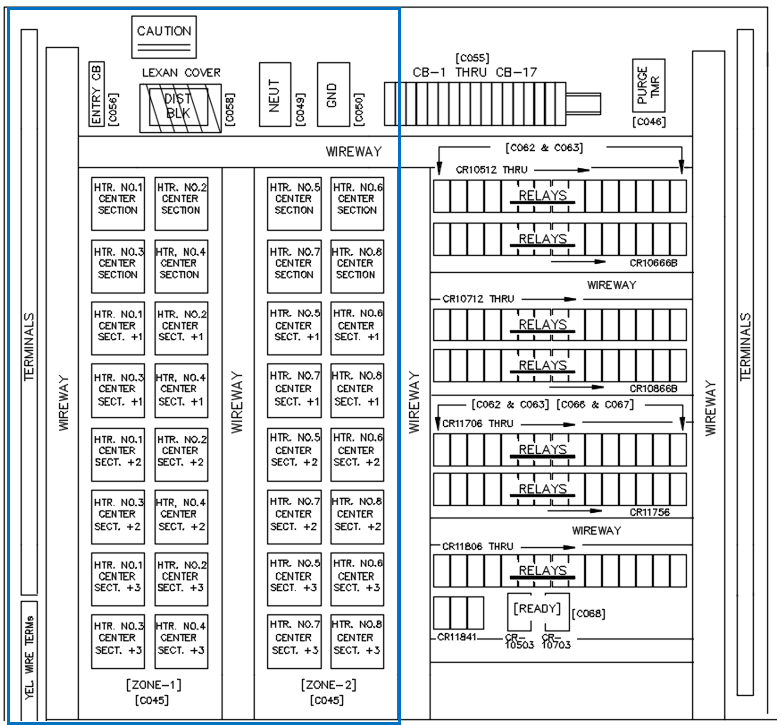 CAUTION
[C055]
LEXAN COVER
CB-1 THRU CB-17
ENTRY CB
[C056]
DIST
BLK
[C058]
NEUT
[C049]
GND
[C050]
PURGE
TMR
[C046]
WIREWAY
[C062 & C063]
CR10512 THRU
HTR. NO.1
CENTER
SECTION
HTR. NO.2
CENTER
SECTION
HTR. NO.5
CENTER
SECTION
HTR. NO.6
CENTER
SECTION
RELAYS
RELAYS
CR10666B
HTR. NO.3
CENTER
SECTION
HTR, NO.4
CENTER
SECTION
HTR. NO.7
CENTER
SECTION
HTR. NO.8
CENTER
SECTION
WIREWAY
CR10712 THRU
HTR. NO.1
CENTER
SECT. +1
HTR. NO.2
CENTER
SECT. +1
HTR. NO.5
CENTER
SECT. +1
HTR. NO.6
CENTER
SECT. +1
RELAYS
RELAYS
CR10866B
HTR. NO.3
CENTER
SECT. +1
HTR, NO.4
CENTER
SECT. +1
HTR. NO.7
CENTER
SECT. +1
HTR. NO.8
CENTER
SECT. +1
TERMINALS
WIREWAY
WIREWAY
WIREWAY
WIREWAY
TERMINALS
[C062 & C063] [C066 & C067]
CR11706 THRU
HTR. NO.1
CENTER
SECT. +2
HTR. NO.2
CENTER
SECT. +2
HTR. NO.5
CENTER
SECT. +2
HTR. NO.6
CENTER
SECT. +2
RELAYS
RELAYS
CR11756
HTR. NO.3
CENTER
SECT. +2
HTR, NO.4
CENTER
SECT. +2
HTR. NO.7
CENTER
SECT. +2
HTR. NO.8
CENTER
SECT. +2
WIREWAY
CR11806 THRU
HTR. NO.1
CENTER
SECT. +3
HTR. NO.2
CENTER
SECT. +3
HTR. NO.5
CENTER
SECT. +3
HTR. NO.6
CENTER
SECT. +3
RELAYS
[READY]
[C068]
CR11841
CR-
10503
CR-
10703
YEL WIRE TERMs
HTR. NO.3
CENTER
SECT. +3
HTR. NO.4
CENTER
SECT. +3
HTR. NO.7
CENTER
SECT. +3
HTR. NO.8
CENTER
SECT. +3
[ZONE-1]
[C045]
[ZONE-2]
[C045]